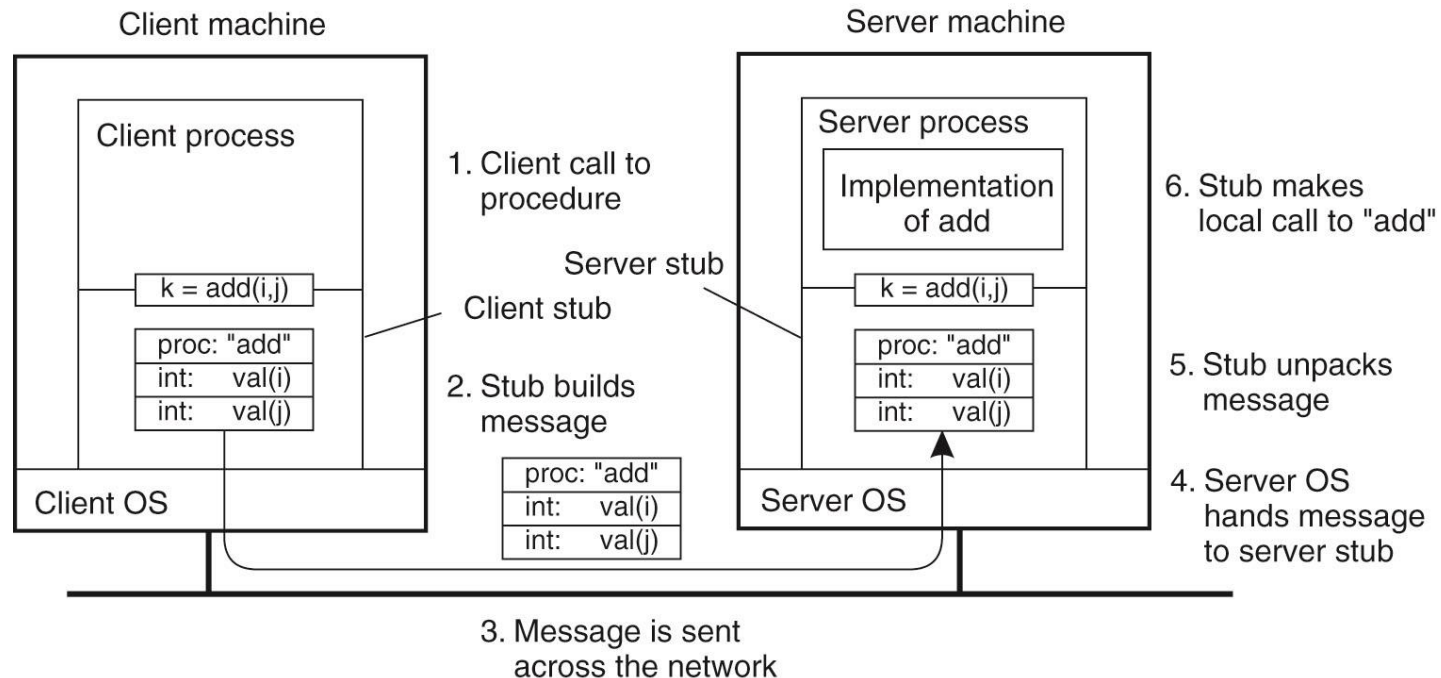 Client machine
Server machine
Client process
1. Client call to
procedure
Server process
Implementation
of add
6. Stub makes
local call to "add"
Server stub
k = add(i,j)
Client stub
k = add(i,j)
proc: "add"
int: val(i)
int: val(j)
2. Stub builds
message
proc: "add"
int: val(i)
int: val(j)
5. Stub unpacks
message
proc: "add"
int: val(i)
int: val(j)
Client OS
Server OS
4. Server OS
hands message
to server stub
3. Message is sent
across the network